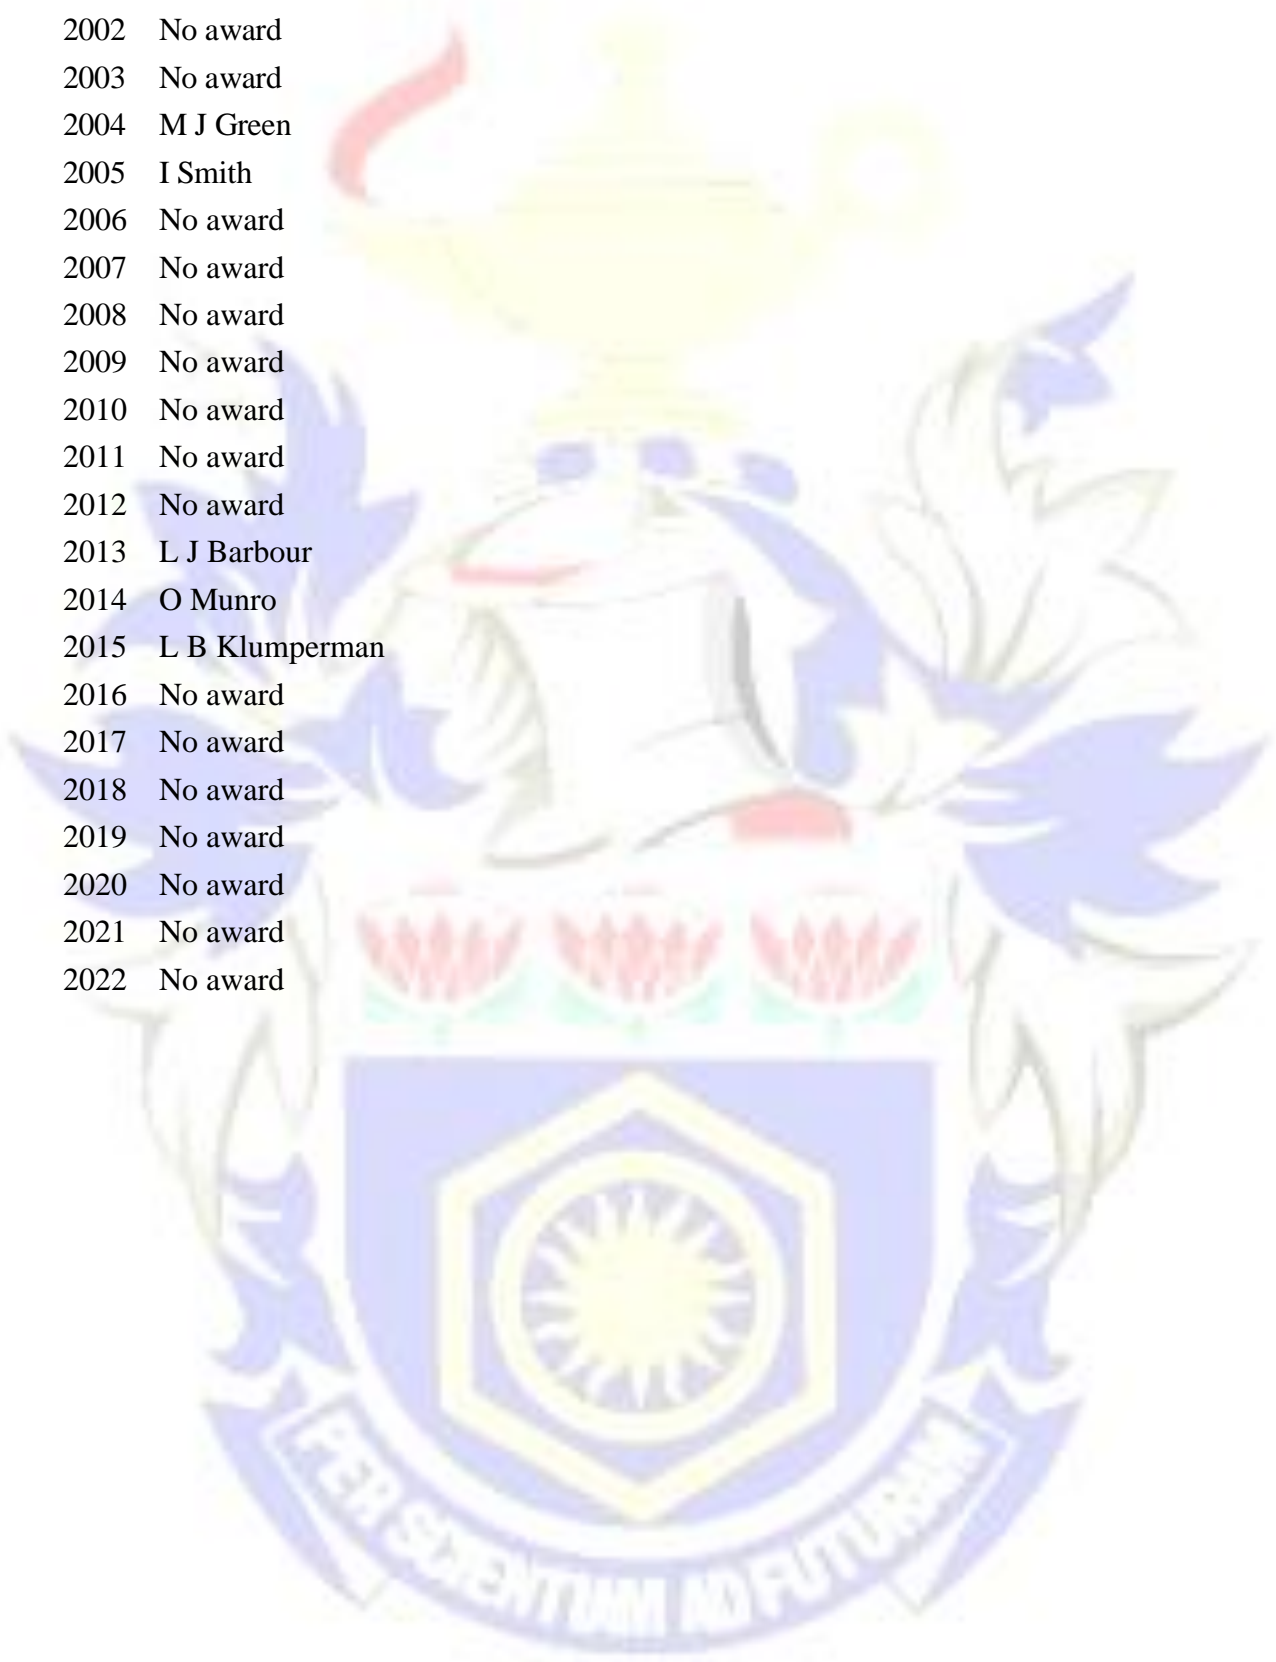 2002 No award
2003 No award
2004 M J Green
2005 I Smith
2006 No award
2007 No award
2008 No award
2009 No award
2010 No award
2011 No award
2012 No award
2013 L J Barbour
2014 O Munro
2015 L B Klumperman
2016 No award
2017 No award
2018 No award
2019 No award
2020 No award
2021 No award
2022 No award
PER SCIENTIAM AD FUTURAM